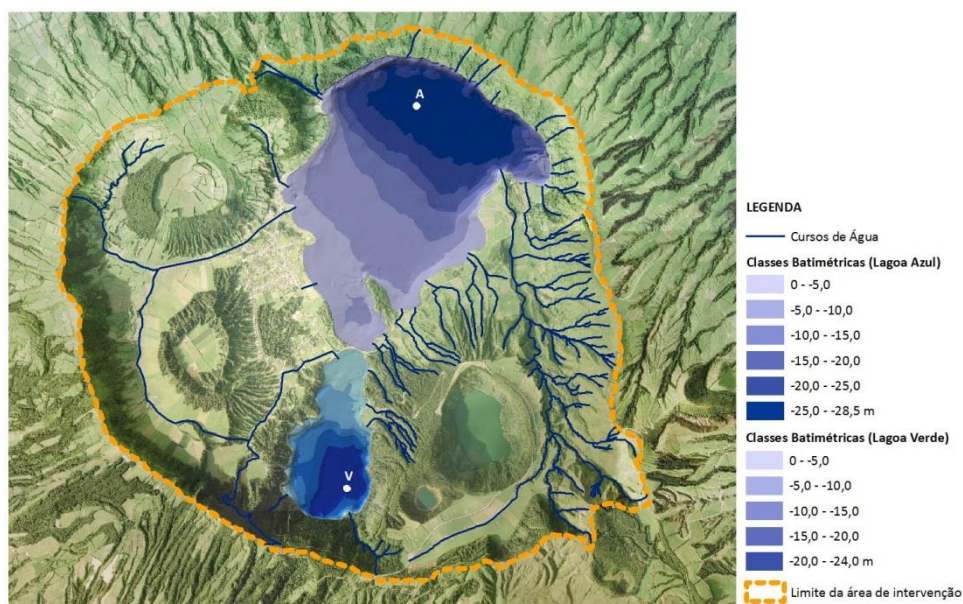 A
V
LEGENDA
Cursos de Água
Classes Batimétricas (Lagoa Azul)
0 - -5,0
-5,0 - -10,0
-10,0 - -15,0
-15,0 - -20,0
-20,0 - -25,0
-25,0 - -28,5 m
Classes Batimétricas (Lagoa Verde)
0 - -5,0
-5,0 - -10,0
-10,0 - -15,0
-15,0 - -20,0
-20,0 - -24,0 m
Limite da área de intervenção